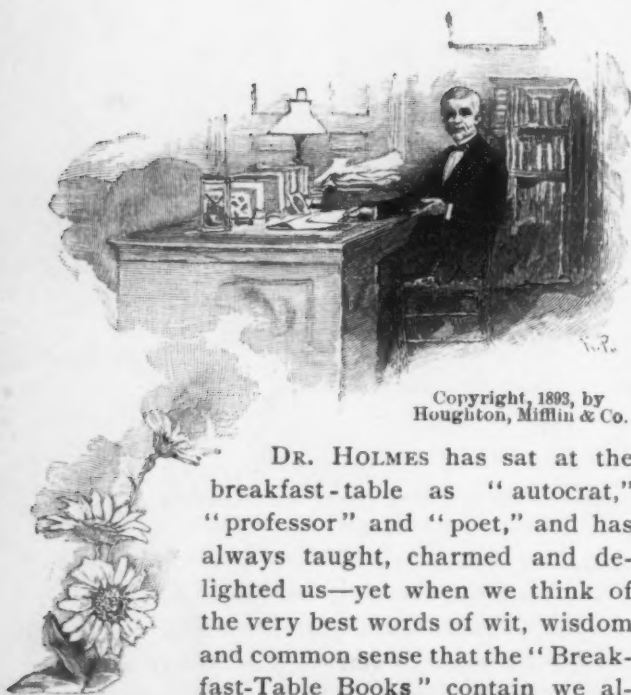 Copyright, 1893, by
Houghton, Mifflin & Co.
DR. HOLMES has sat at the
breakfast-table as "autocrat,"
"professor" and "poet," and has
always taught, charmed and de-
lighted us—yet when we think of
the very best words of wit, wisdom
and common sense that the "Break-
fast-Table Books" contain we al-